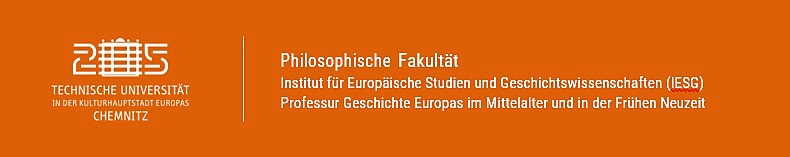 2025
TECHNISCHE UNIVERSITÄT
IN DER KULTURHAUPTSTADT EUROPAS
CHEMNITZ
Philosophische Fakultät
Institut für Europäische Studien und Geschichtswissenschaften (IESG)
Professur Geschichte Europas im Mittelalter und in der Frühen Neuzeit